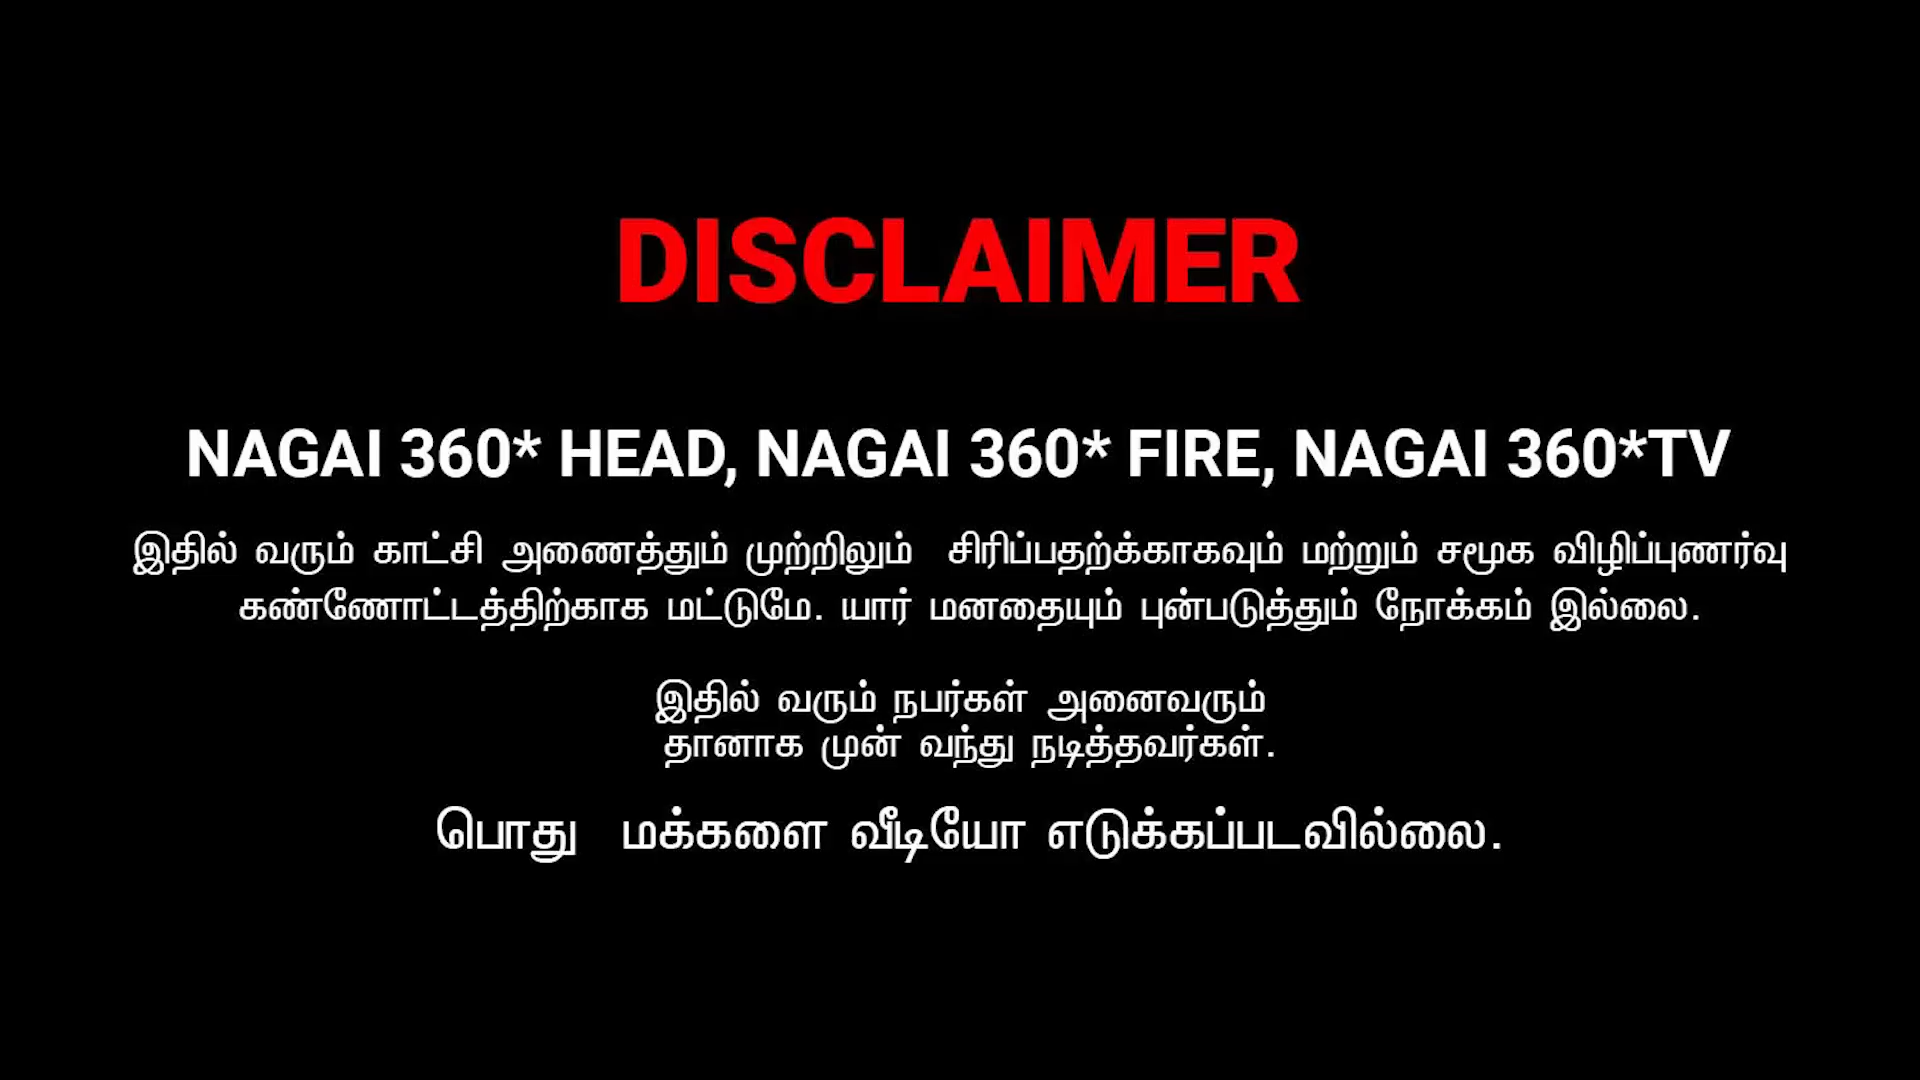 DISCLAIMER
NAGAI 360* HEAD, NAGAI 360* FIRE, NAGAI 360*TV
இதில் வரும் காட்சி அணைத்தும் முற்றிலும் சிரிப்பதற்க்காகவும் மற்றும் சமூக விழிப்புணர்வு
கண்ணோட்டத்திற்காக மட்டுமே. யார் மனதையும் புன்படுத்தும் நோக்கம் இல்லை.
இதில் வரும் நபர்கள் அனைவரும்
தானாக முன் வந்து நடித்தவர்கள்.
பொது மக்களை வீடியோ எடுக்கப்படவில்லை.